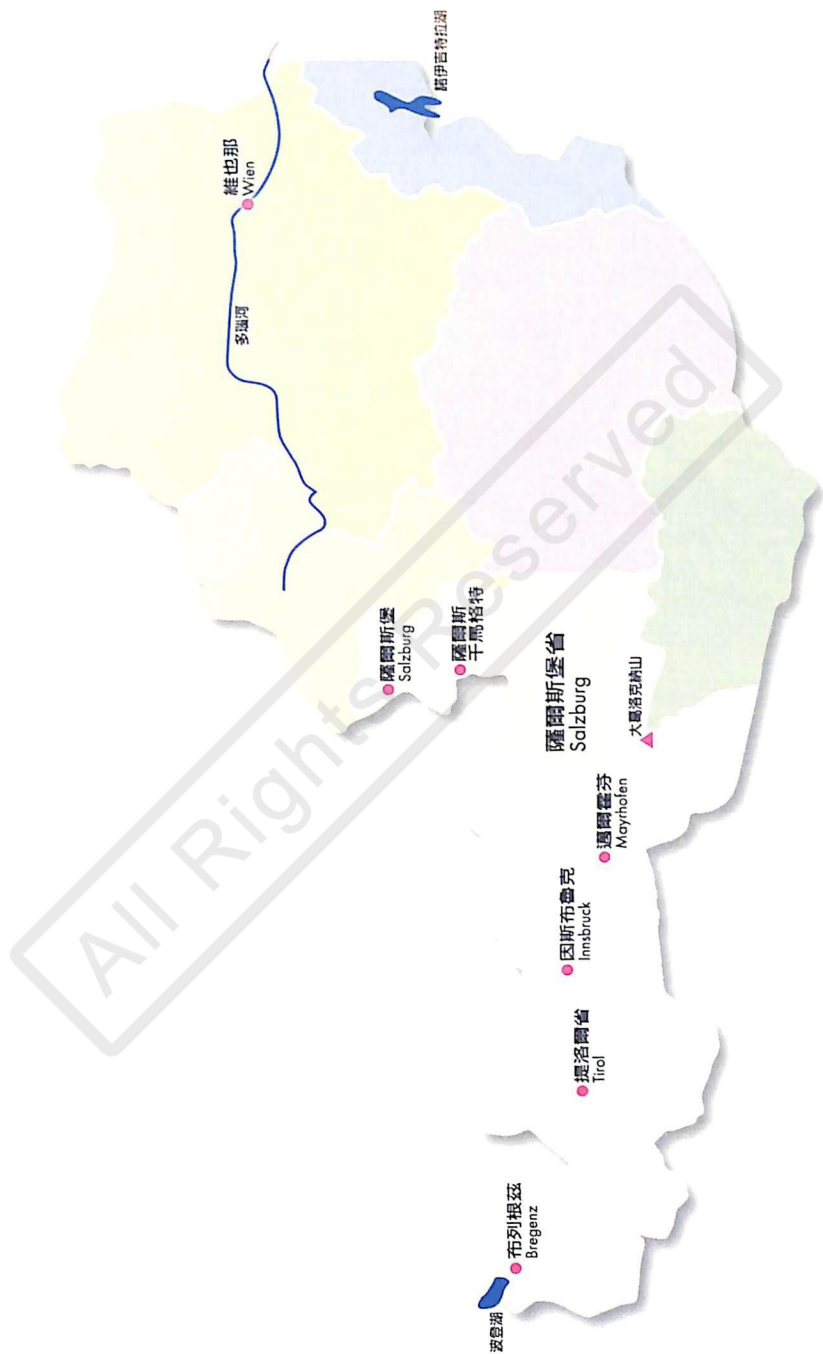 維也那
Wien
多瑙河
諾伊吉特拉湖
薩爾斯堡
Salzburg
薩爾斯
干馬格特
薩爾斯堡省
Salzburg
大葛洛克納山
邁爾霍芬
Mayrhofen
因斯布魯克
Innsbruck
提洛爾省
Tirol
布列根茲
Bregenz
波登湖
All Rights Reserved